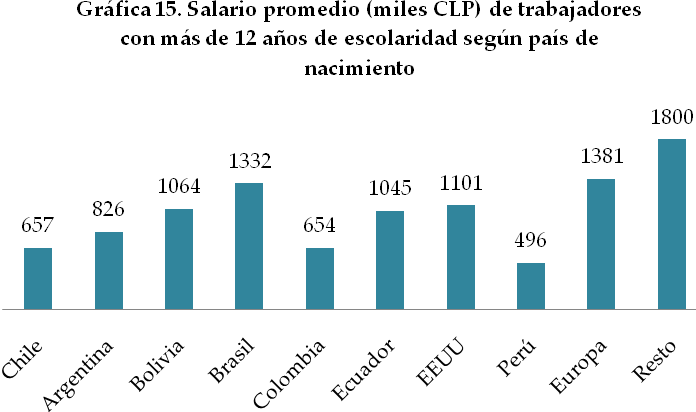 Gráfica 15. Salario promedio (miles CLP) de trabajadores
con más de 12 años de escolaridad según país de
nacimiento
657
826
1064
1332
654
1045
1101
496
1381
1800
Chile
Argentina
Bolivia
Brasil
Colombia
Ecuador
EEUU
Perú
Europa
Resto